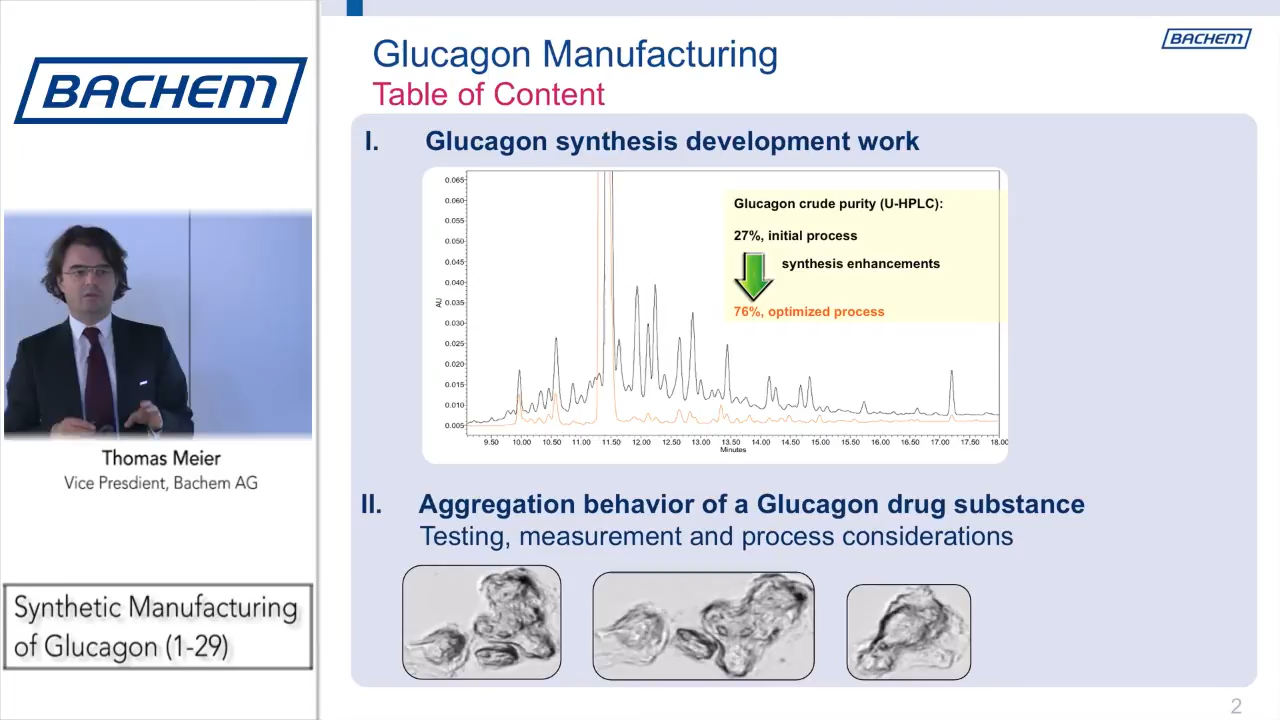 BACHEM
Thomas Meier
Vice Presdient, Bachem AG
Synthetic Manufacturing
of Glucagon (1-29)
BACHEM
Glucagon Manufacturing
Table of Content
I. Glucagon synthesis development work
0.065
0.060
0.055
0.050
0.045
0.040
0.035
0.030
0.025
0.020
0.015
0.010
0.005
AU
Glucagon crude purity (U-HPLC):
27%, initial process
synthesis enhancements
76%, optimized process
9.50 10.00 10.50 11.00 11.50 12.00 12.50 13.00 13.50 14.00 14.50 15.00 15.50 16.00 16.50 17.00 17.50 18.00
Minutes
II. Aggregation behavior of a Glucagon drug substance
Testing, measurement and process considerations
2